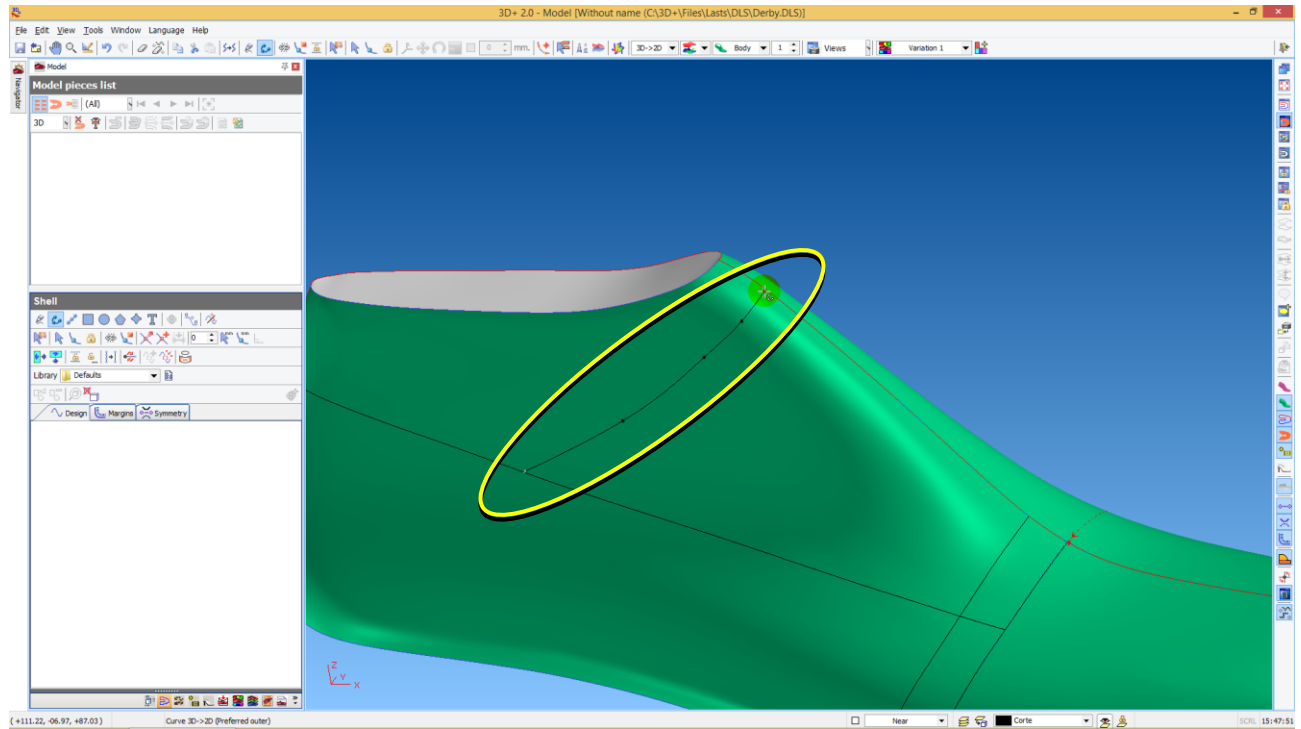 3D+ 2.0 - Model [Without name (C:\3D+\Files\Lasts\DLS\Derby.DLS)]
File Edit View Tools Window Language Help
0 mm. 3D->2D Body 1 Views Variation 1
Navigator
Model
Model pieces list
(All)
3D
Shell
T
0
Library Defaults
Design Margins Symmetry
Z
Y
X
( +111.22, -06.97, +87.03 ) Curve 3D->2D (Preferred outer) Near Corte SCRL 15:47:51